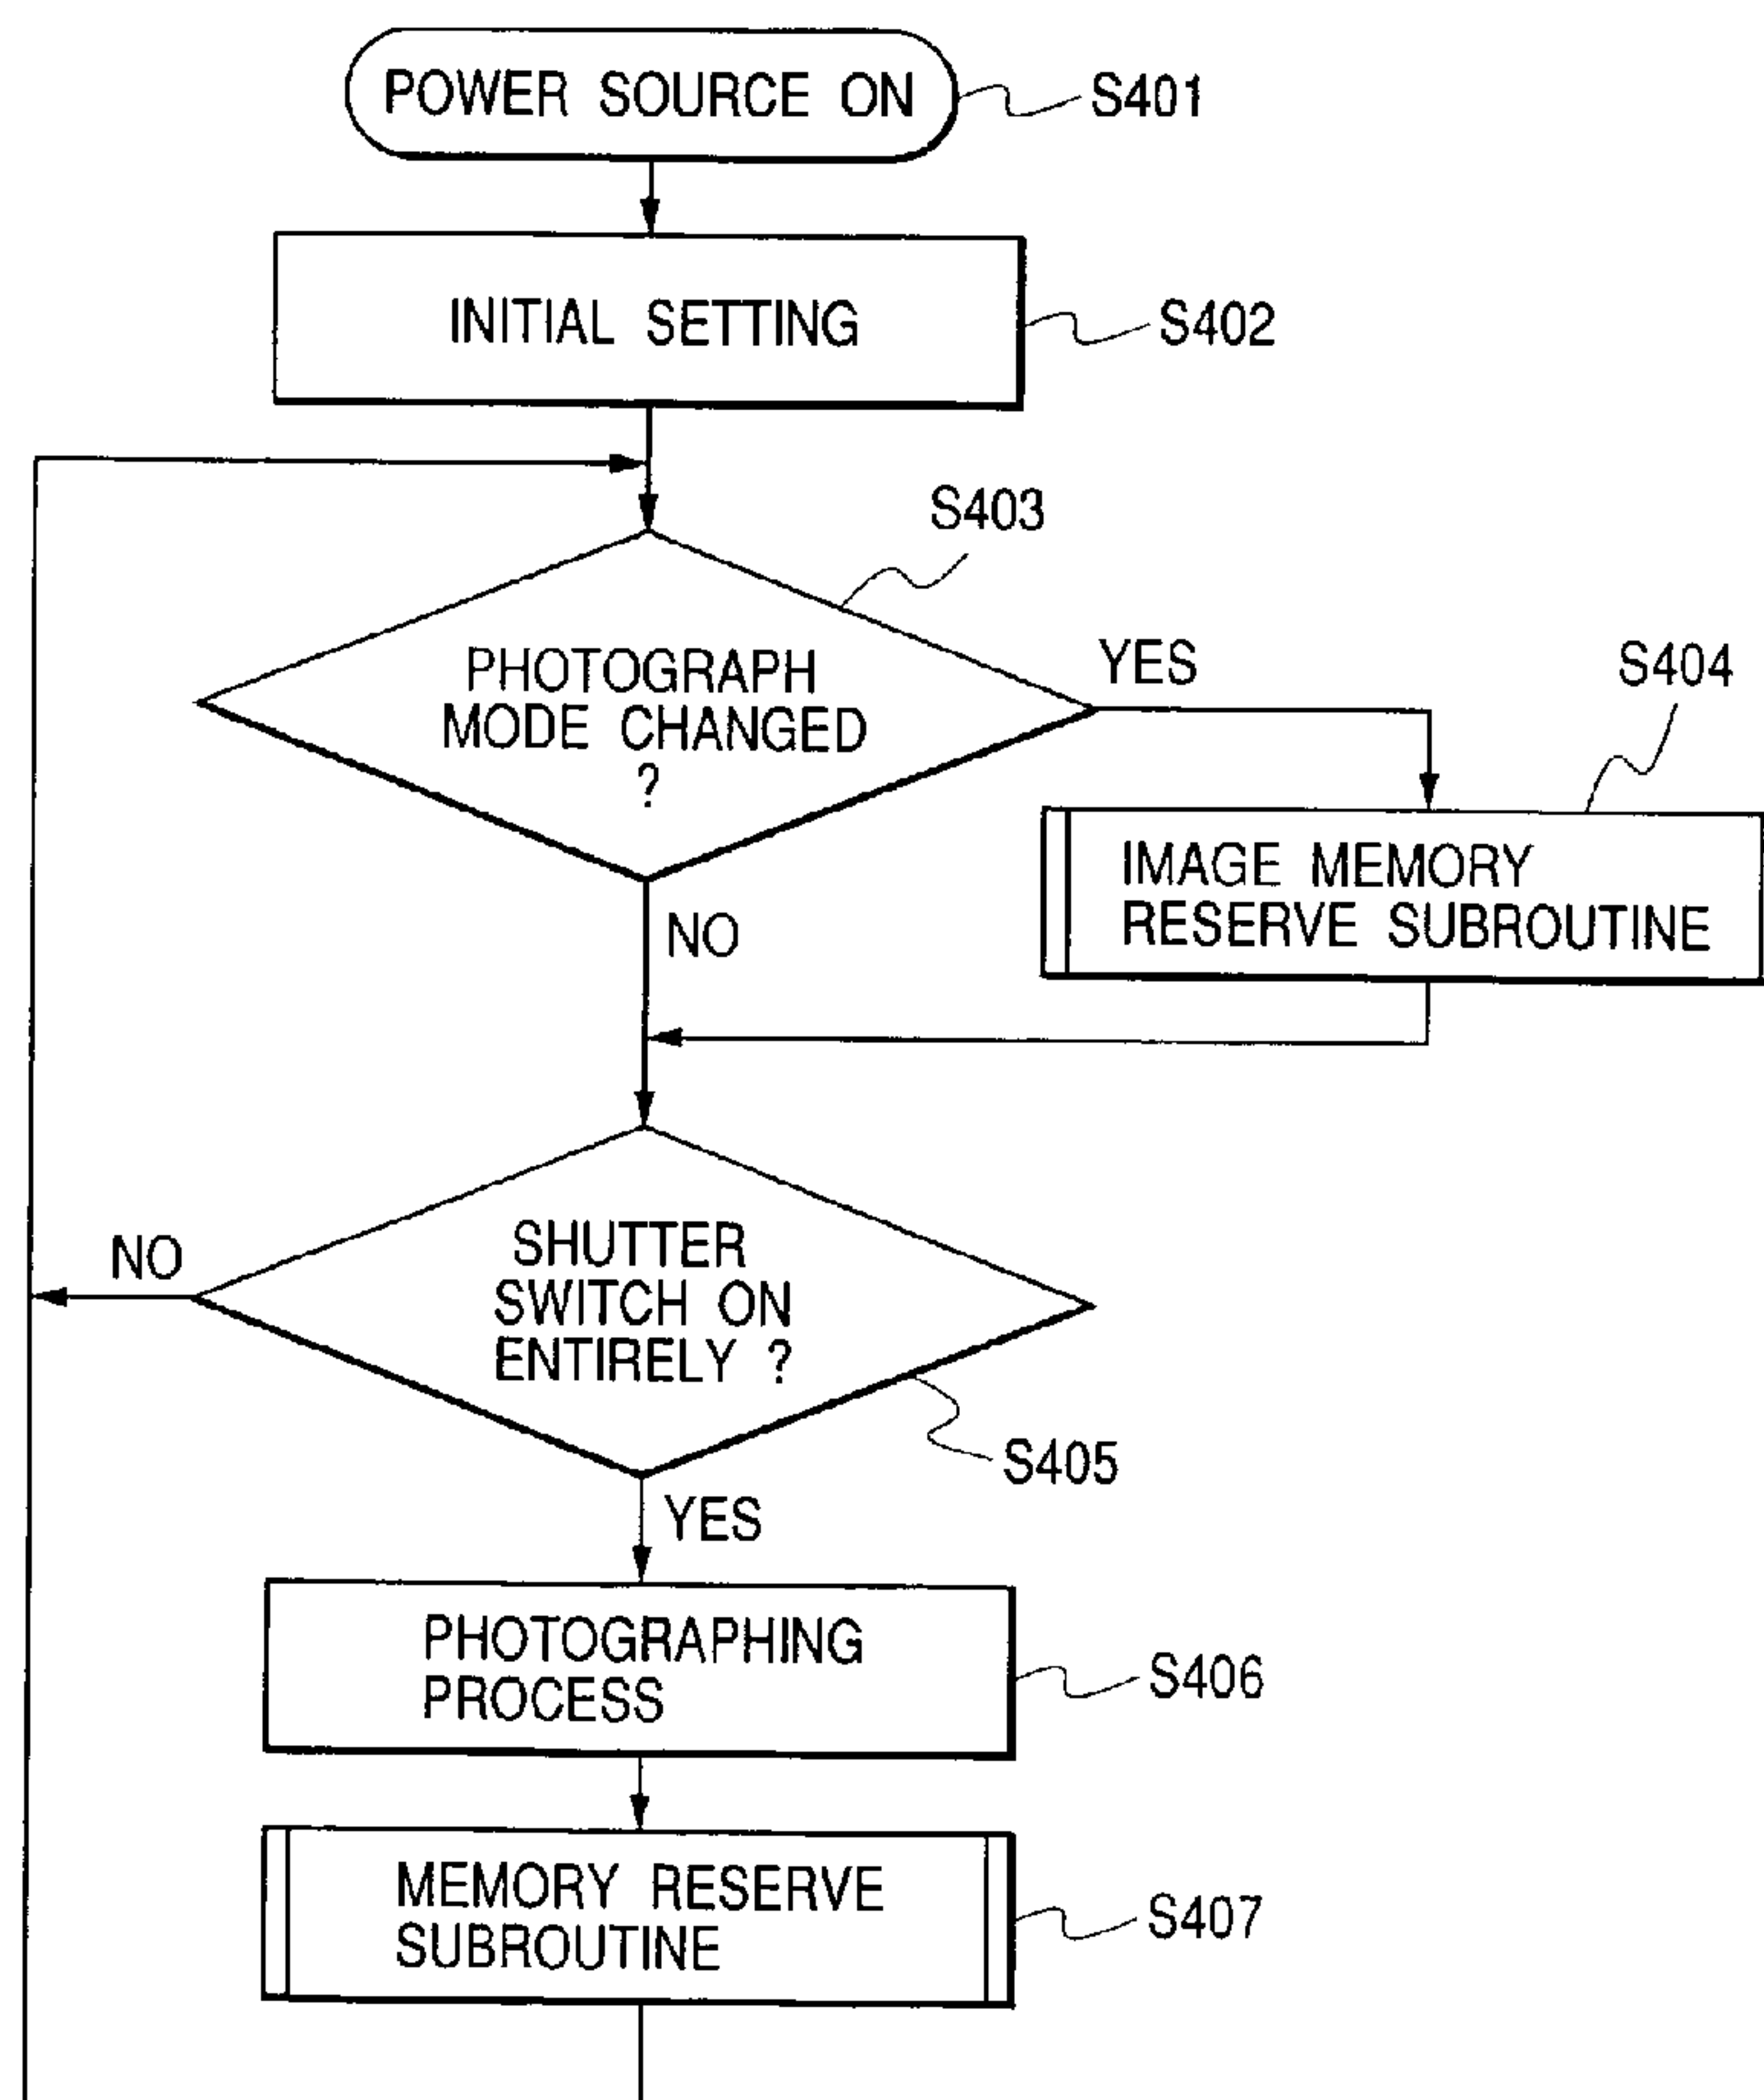 POWER SOURCE ON
S401
INITIAL SETTING
S402
S403
PHOTOGRAPH
MODE CHANGED
?
YES
S404
IMAGE MEMORY
RESERVE SUBROUTINE
NO
SHUTTER
SWITCH ON
ENTIRELY ?
NO
S405
YES
PHOTOGRAPHING
PROCESS
S406
MEMORY RESERVE
SUBROUTINE
S407